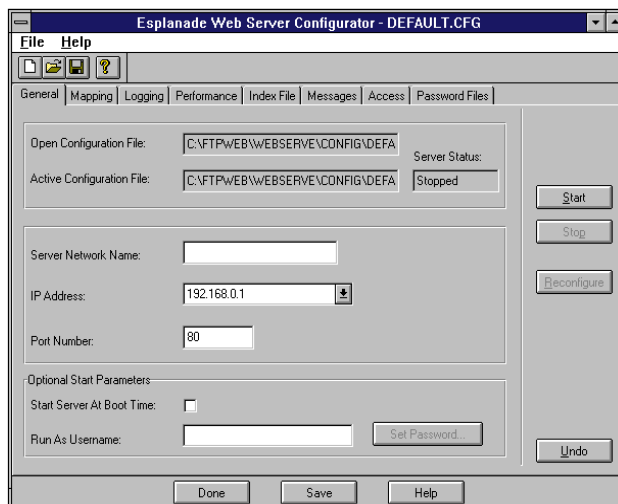 Esplanade Web Server Configurator - DEFAULT.CFG
File Help
General Mapping Logging Performance Index File Messages Access Password Files
Open Configuration File: C:\FTPWEB\WEBSERVE\CONFIG\DEFA
Server Status:
Active Configuration File: C:\FTPWEB\WEBSERVE\CONFIG\DEFA Stopped
Start
Stop
Reconfigure
Server Network Name:
IP Address: 192.168.0.1
Port Number: 80
Optional Start Parameters
Start Server At Boot Time:
Run As Username: Set Password...
Undo
Done Save Help